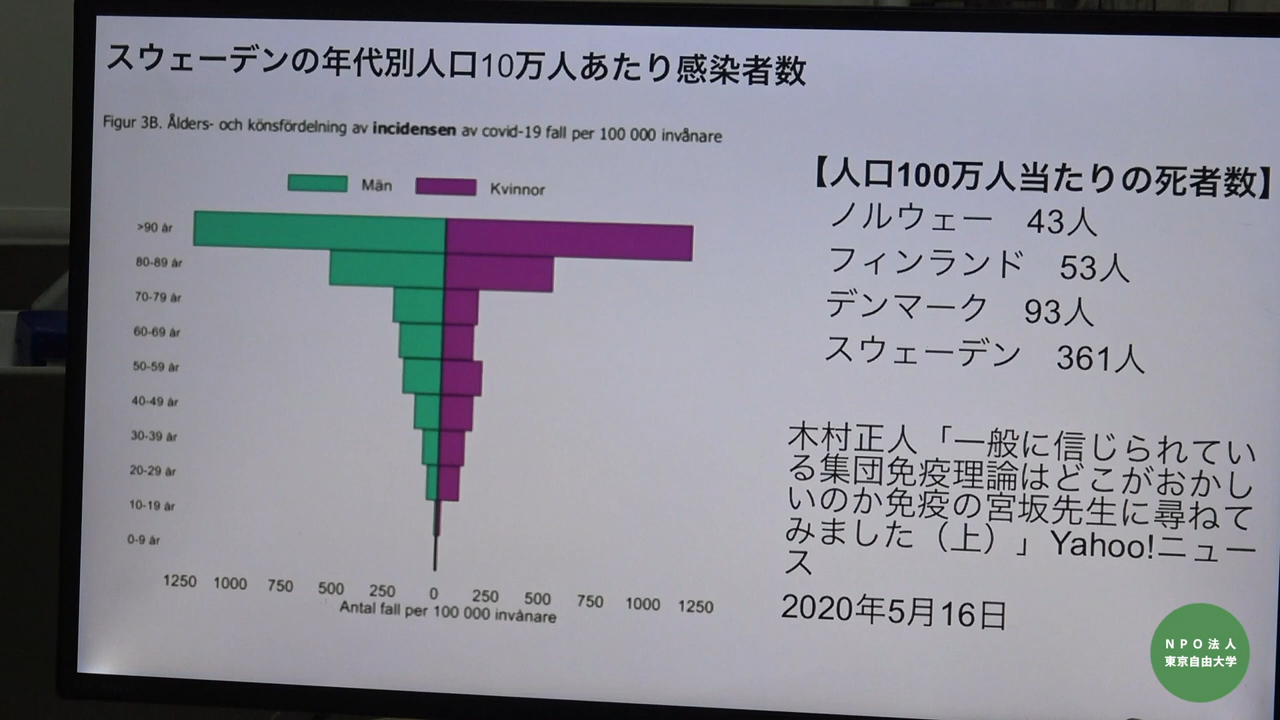 スウェーデンの年代別人口10万人あたり感染者数
Figur 3B. Ålders- och könsfördelning av incidensen av covid-19 fall per 100 000 invånare
Män Kvinnor
>90 år
80-89 år
70-79 år
60-69 år
50-59 år
40-49 år
30-39 år
20-29 år
10-19 år
0-9 år
1250 1000 750 500 250 0 250 500 750 1000 1250
Antal fall per 100 000 invånare
【人口100万人当たりの死者数】
ノルウェー 43人
フィンランド 53人
デンマーク 93人
スウェーデン 361人
木村正人「一般に信じられてい
る集団免疫理論はどこがおかし
いのか免疫の宮坂先生に尋ねて
みました（上）」Yahoo!ニュー
ス
2020年5月16日
NPO法人
東京自由大学